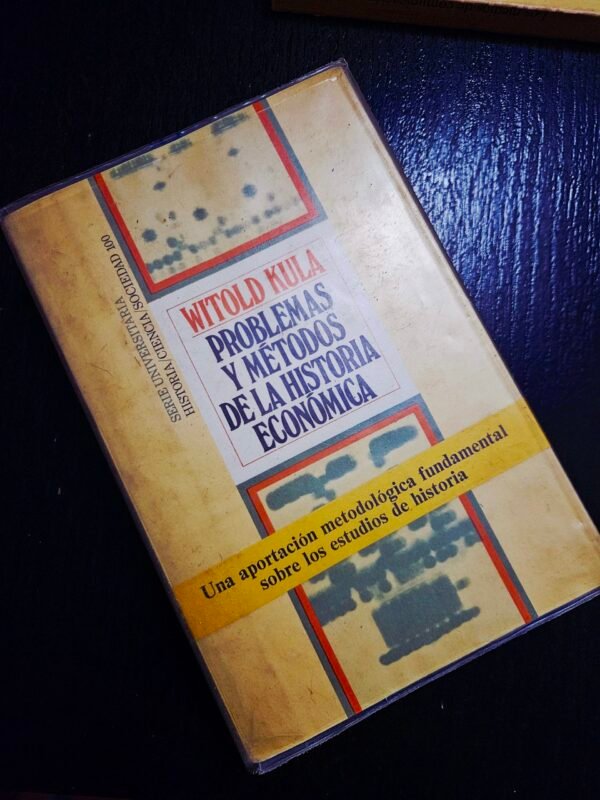 SERIE UNIVERSITARIA
HISTORIA/CIENCIA/SOCIEDAD 100
WITOLD KULA
PROBLEMAS
Y MÉTODOS
DE LA HISTORIA
ECONÓMICA
Una aportación metodológica fundamental
sobre los estudios de historia